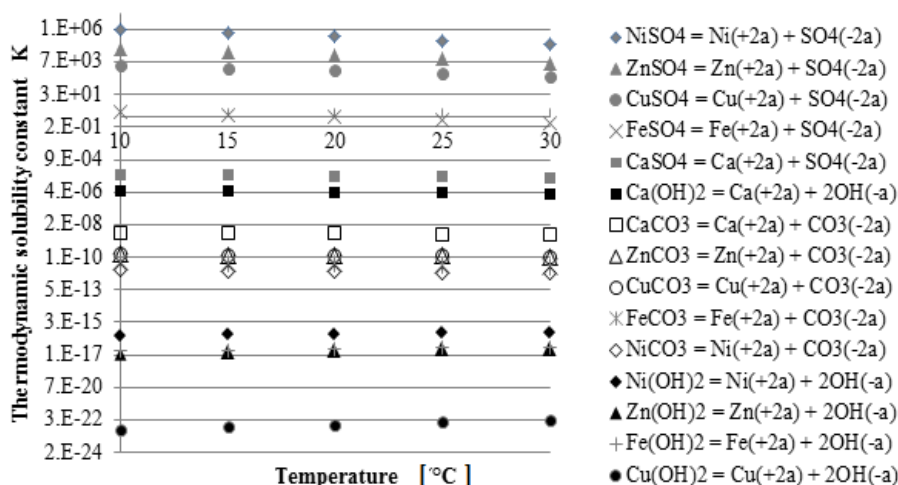 Thermodynamic solubility constant K
1.E+06
7.E+03
3.E+01
2.E-01
9.E-04
4.E-06
2.E-08
1.E-10
5.E-13
3.E-15
1.E-17
7.E-20
3.E-22
2.E-24
10 15 20 25 30
Temperature [´°C ]
NiSO4 = Ni(+2a) + SO4(-2a)
ZnSO4 = Zn(+2a) + SO4(-2a)
CuSO4 = Cu(+2a) + SO4(-2a)
FeSO4 = Fe(+2a) + SO4(-2a)
CaSO4 = Ca(+2a) + SO4(-2a)
Ca(OH)2 = Ca(+2a) + 2OH(-a)
CaCO3 = Ca(+2a) + CO3(-2a)
ZnCO3 = Zn(+2a) + CO3(-2a)
CuCO3 = Cu(+2a) + CO3(-2a)
FeCO3 = Fe(+2a) + CO3(-2a)
NiCO3 = Ni(+2a) + CO3(-2a)
Ni(OH)2 = Ni(+2a) + 2OH(-a)
Zn(OH)2 = Zn(+2a) + 2OH(-a)
Fe(OH)2 = Fe(+2a) + 2OH(-a)
Cu(OH)2 = Cu(+2a) + 2OH(-a)